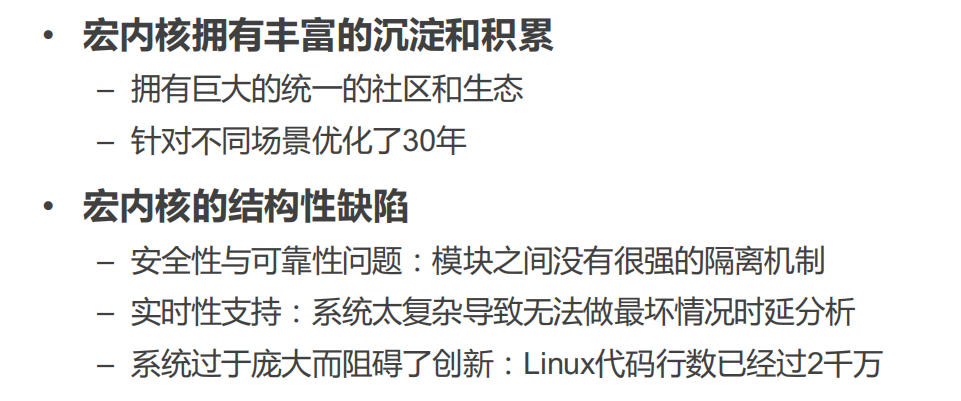 • 宏内核拥有丰富的沉淀和积累
– 拥有巨大的统一的社区和生态
– 针对不同场景优化了30年
• 宏内核的结构性缺陷
– 安全性与可靠性问题：模块之间没有很强的隔离机制
– 实时性支持：系统太复杂导致无法做最坏情况时延分析
– 系统过于庞大而阻碍了创新：Linux代码行数已经过2千万